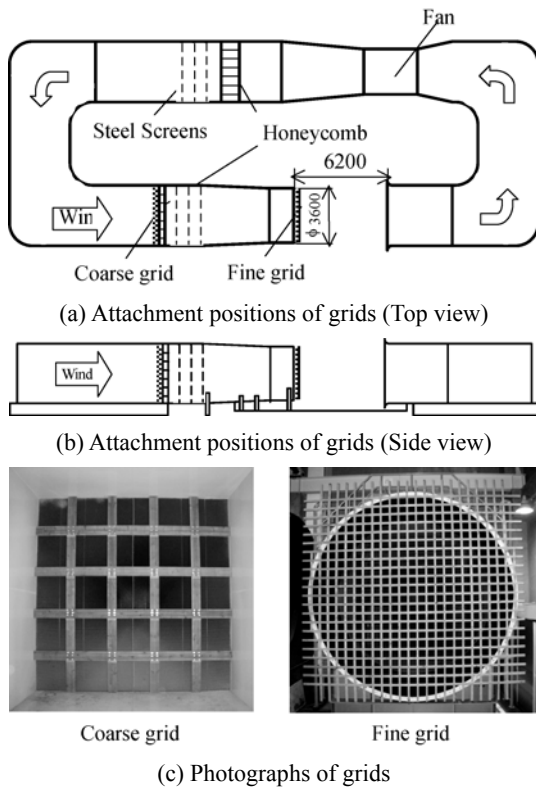 Fan
Steel Screens
Honeycomb
6200
Win
ϕ 3600
Coarse grid
Fine grid
(a) Attachment positions of grids (Top view)
Wind
(b) Attachment positions of grids (Side view)
Coarse grid
Fine grid
(c) Photographs of grids